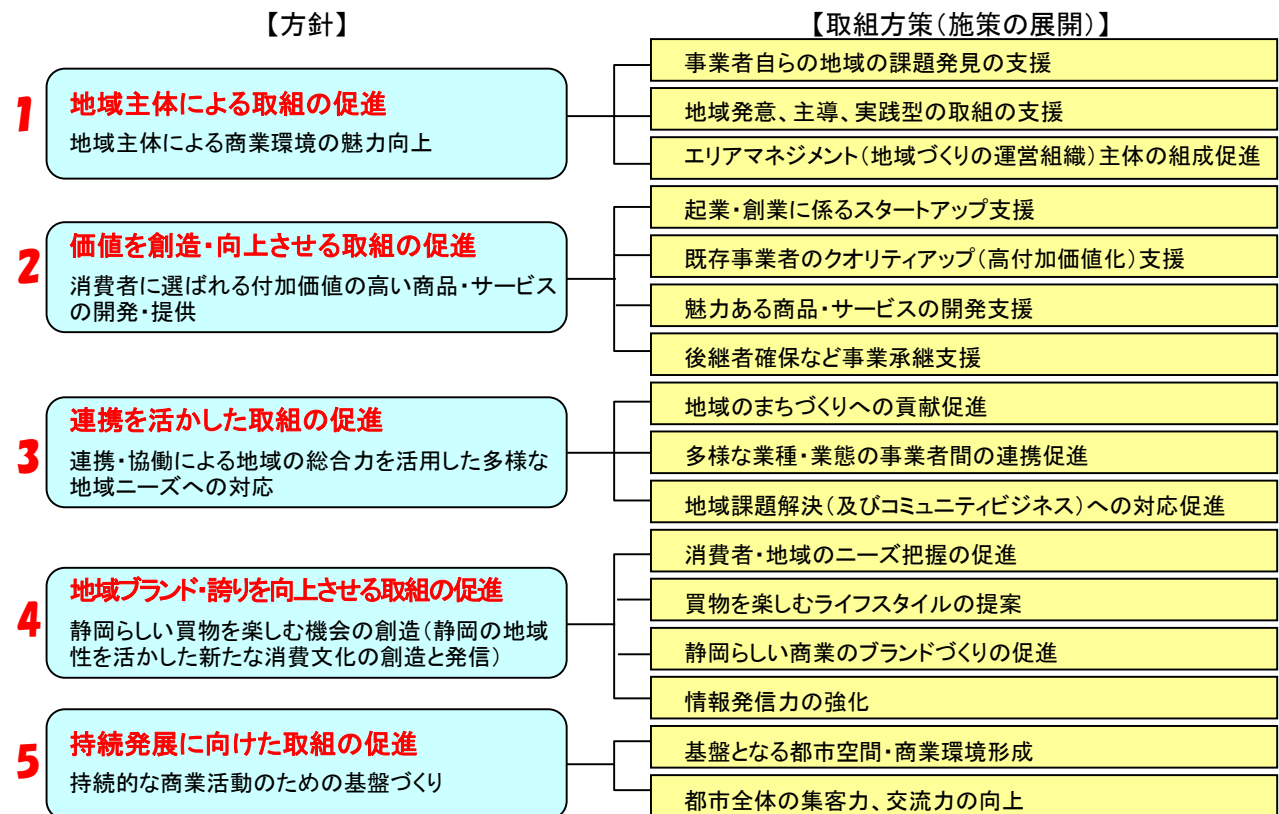 【方針】
【取組方策(施策の展開)】
1
地域主体による取組の促進
地域主体による商業環境の魅力向上
事業者自らの地域の課題発見の支援
地域発意、主導、実践型の取組の支援
エリアマネジメント(地域づくりの運営組織)主体の組成促進
2
価値を創造・向上させる取組の促進
消費者に選ばれる付加価値の高い商品・サービス
の開発・提供
起業・創業に係るスタートアップ支援
既存事業者のクオリティアップ(高付加価値化)支援
魅力ある商品・サービスの開発支援
後継者確保など事業承継支援
3
連携を活かした取組の促進
連携・協働による地域の総合力を活用した多様な
地域ニーズへの対応
地域のまちづくりへの貢献促進
多様な業種・業態の事業者間の連携促進
地域課題解決(及びコミュニティビジネス)への対応促進
4
地域ブランド・誇りを向上させる取組の促進
静岡らしい買物を楽しむ機会の創造(静岡の地域
性を活かした新たな消費文化の創造と発信)
消費者・地域のニーズ把握の促進
買物を楽しむライフスタイルの提案
静岡らしい商業のブランドづくりの促進
情報発信力の強化
5
持続発展に向けた取組の促進
持続的な商業活動のための基盤づくり
基盤となる都市空間・商業環境形成
都市全体の集客力、交流力の向上